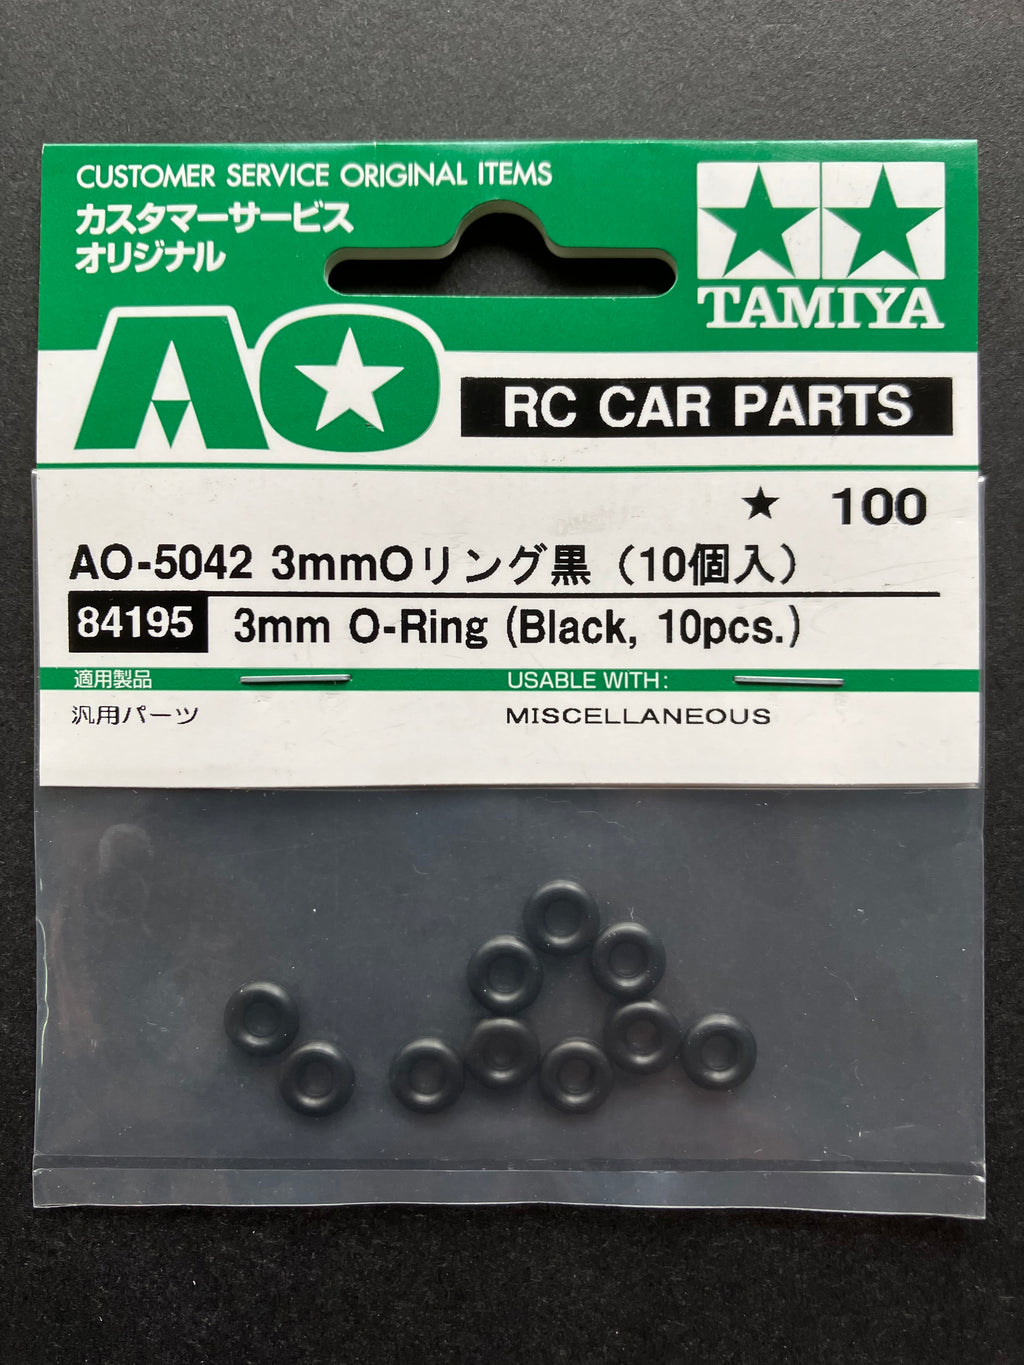 CUSTOMER SERVICE ORIGINAL ITEMS
カスタマーサービス
オリジナル
TAMIYA
AO
RC CAR PARTS
★ 100
AO-5042 3mmOリング黒（10個入）
84195 3mm O-Ring (Black, 10pcs.)
適用製品 USABLE WITH:
汎用パーツ MISCELLANEOUS